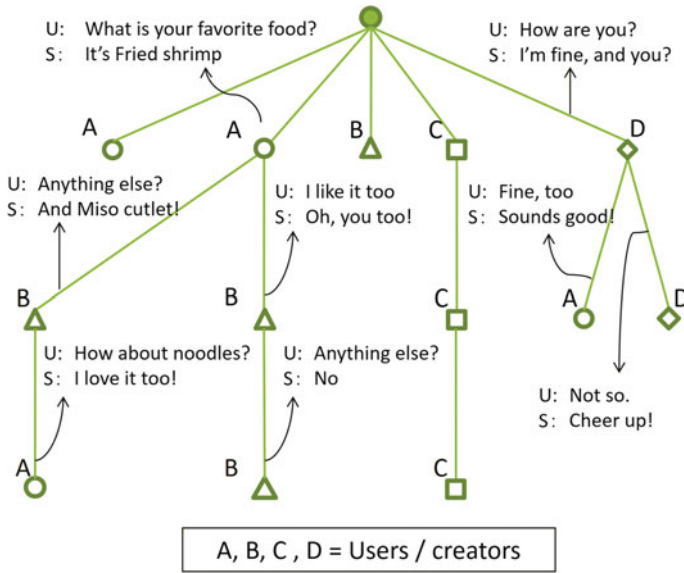 U: What is your favorite food?
S: It's Fried shrimp
U: How are you?
S: I'm fine, and you?
A
A
B
C
D
U: Anything else?
S: And Miso cutlet!
U: I like it too
S: Oh, you too!
U: Fine, too
S: Sounds good!
B
B
C
A
D
U: How about noodles?
S: I love it too!
U: Anything else?
S: No
U: Not so.
S: Cheer up!
A
B
C
A, B, C , D = Users / creators